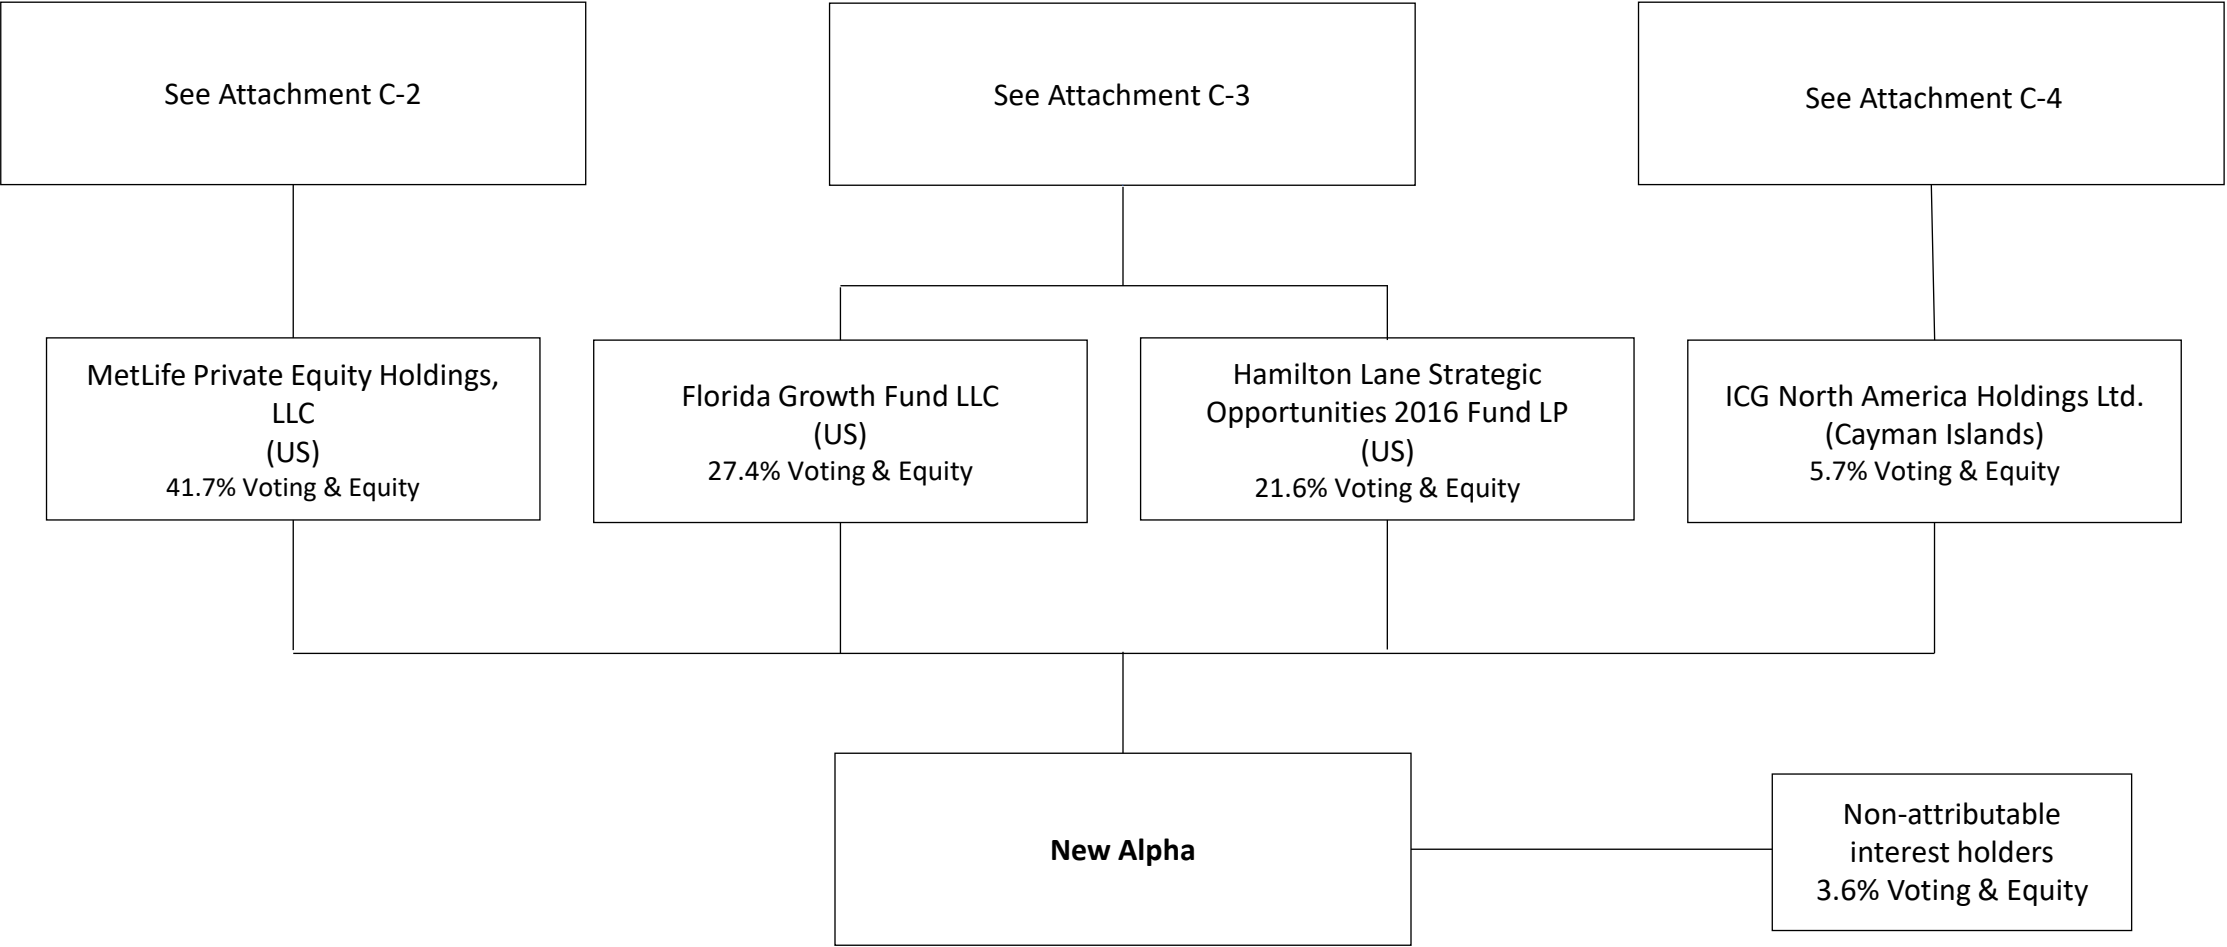 See Attachment C-2
See Attachment C-3
See Attachment C-4
MetLife Private Equity Holdings,
LLC
(US)
41.7% Voting & Equity
Florida Growth Fund LLC
(US)
27.4% Voting & Equity
Hamilton Lane Strategic
Opportunities 2016 Fund LP
(US)
21.6% Voting & Equity
ICG North America Holdings Ltd.
(Cayman Islands)
5.7% Voting & Equity
New Alpha
Non-attributable
interest holders
3.6% Voting & Equity